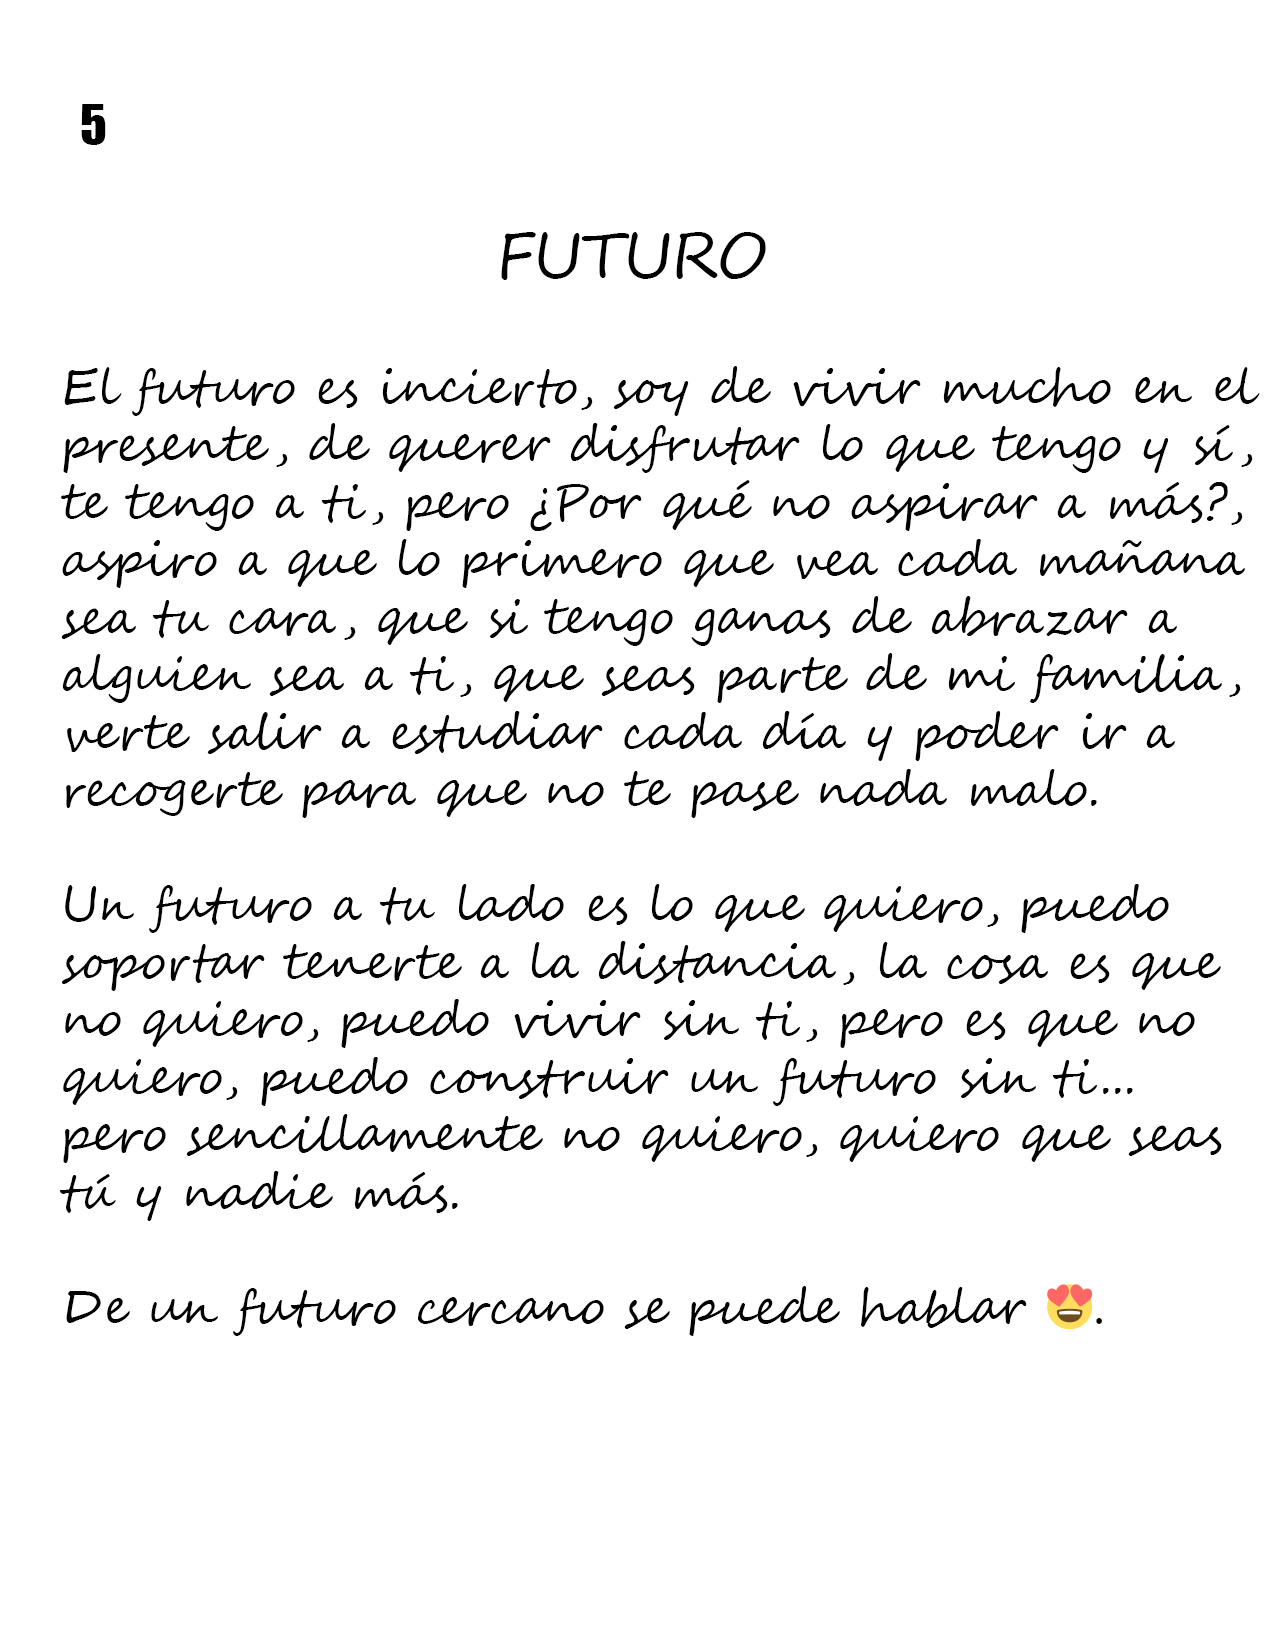 5
FUTURO
El futuro es incierto, soy de vivir mucho en el
presente, de querer disfrutar lo que tengo y sí,
te tengo a ti, pero ¿Por qué no aspirar a más?,
aspiro a que lo primero que vea cada mañana
sea tu cara, que si tengo ganas de abrazar a
alguien sea a ti, que seas parte de mi familia,
verte salir a estudiar cada día y poder ir a
recogerte para que no te pase nada malo.
Un futuro a tu lado es lo que quiero, puedo
soportar tenerte a la distancia, la cosa es que
no quiero, puedo vivir sin ti, pero es que no
quiero, puedo construir un futuro sin ti...
pero sencillamente no quiero, quiero que seas
tú y nadie más.
De un futuro cercano se puede hablar 😍.